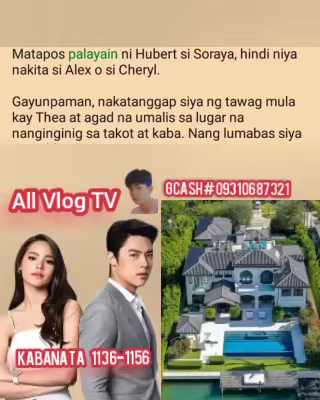 Matapos palayain ni Hubert si Soraya, hindi niya
nakita si Alex o si Cheryl.
Gayunpaman, nakatanggap siya ng tawag mula
kay Thea at agad na umalis sa lugar na
nanginginig sa takot at kaba. Nang lumabas siya
GCASH#09310687321
All Vlog TV
KABANATA 1136-1156